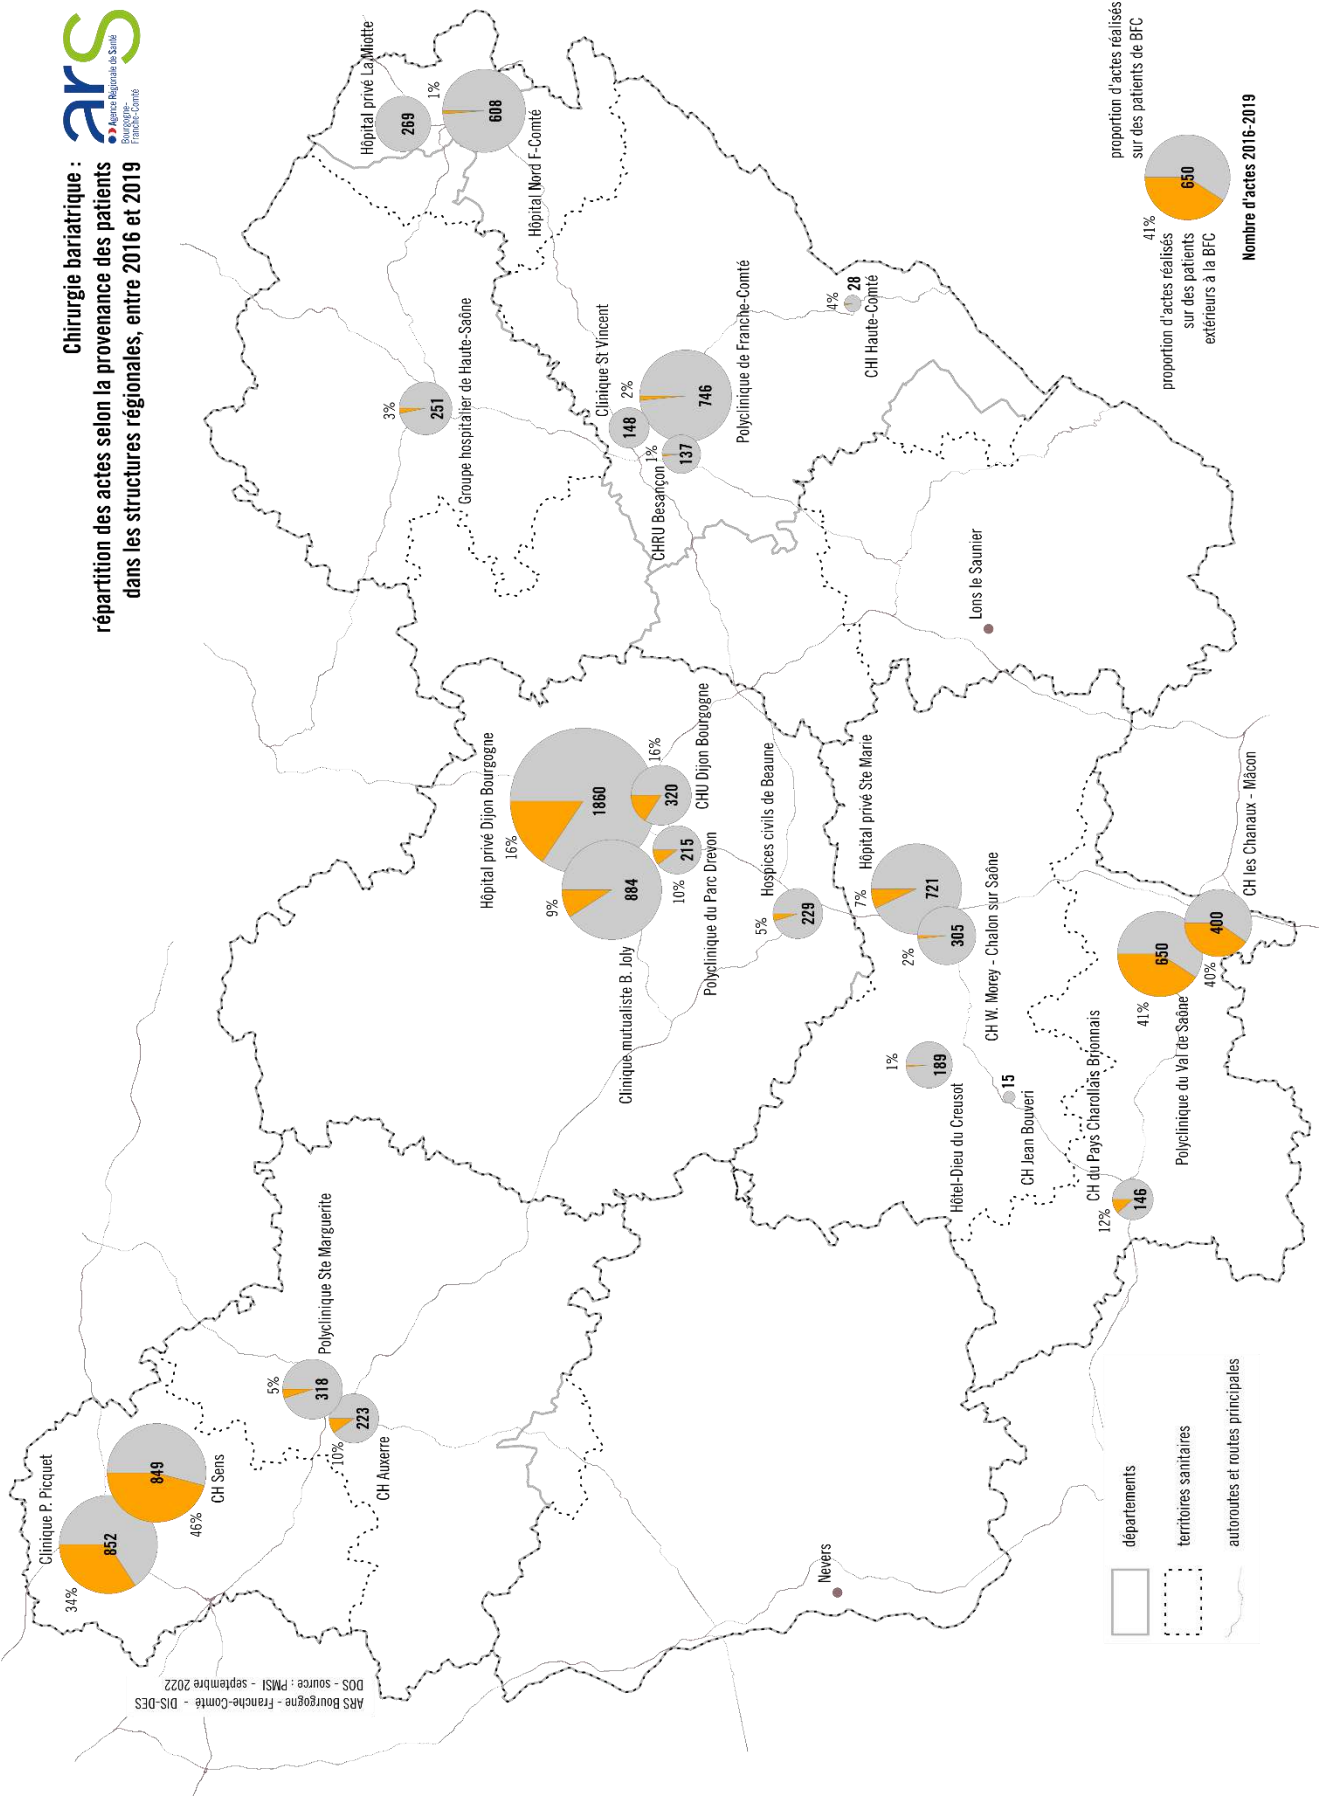 Chirurgie bariatrique :
répartition des actes selon la provenance des patients
dans les structures régionales, entre 2016 et 2019
ars
Agence Régionale de Santé
Bourgogne-
Franche-Comté
Clinique P. Picquet
34%
852
849
CH Sens
46%
Polyclinique Ste Marguerite
5%
318
223
10%
CH Auxerre
Hôpital privé Dijon Bourgogne
16%
1860
9%
884
Clinique mutualiste B. Joly
16%
320
CHU Dijon Bourgogne
10%
215
Polyclinique du Parc Drevon
Hospices civils de Beaune
5%
229
Groupe hospitalier de Haute-Saône
3%
251
Hôpital privé La Miotte
269
1%
608
Hôpital Nord F-Comté
Clinique St Vincent
148
2%
746
Polyclinique de Franche-Comté
1%
137
CHRU Besançon
4%
28
CHI Haute-Comté
Lons le Saunier
Hôpital privé Ste Marie
7%
721
2%
305
CH W. Morey - Chalon sur Saône
1%
189
Hôtel-Dieu du Creusot
15
CH Jean Bouveri
CH du Pays Charollais Brionnais
12%
146
41%
650
Polyclinique du Val de Saône
40%
400
CH les Chanaux - Mâcon
Nevers
départements
territoires sanitaires
autoroutes et routes principales
proportion d'actes réalisés
sur des patients de BFC
41%
650
proportion d'actes réalisés
sur des patients
extérieurs à la BFC
Nombre d'actes 2016-2019
ARS Bourgogne - Franche-Comté - DIS-DES
DOS - source : PMSI - septembre 2022